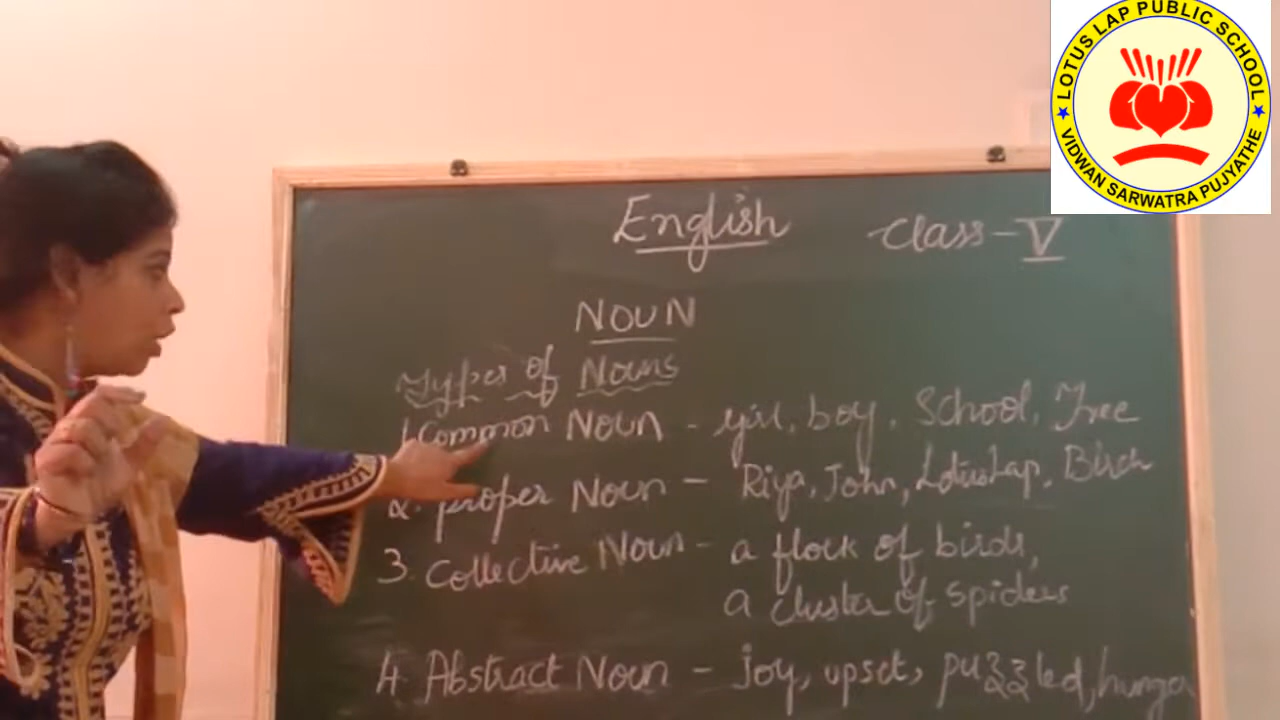 LOTUS LAP PUBLIC SCHOOL
VIDWAN SARWATRA PUJYATHE
English Class-V
NOUN
Types of Nouns
1 Common Noun - girl, boy, School, Tree
2. proper Noun - Riya, John, LotusLap, Birch
3. Collective Noun - a flock of birds,
a cluster of spiders
4. Abstract Noun - joy, upset, puzzled, hunger